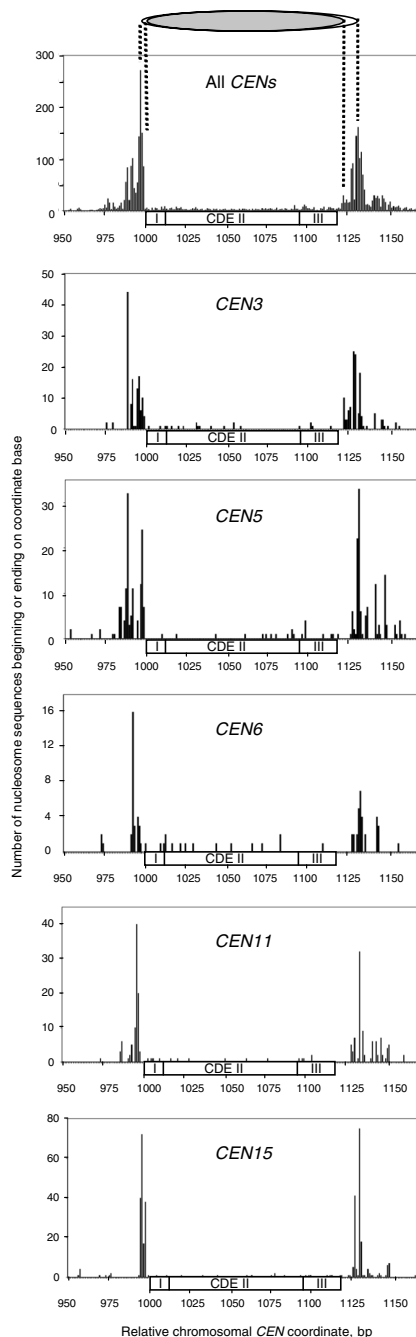 300
All CENs
200
100
0
I CDE II III
950 975 1000 1025 1050 1075 1100 1125 1150
50
CEN3
40
30
20
10
0
I CDE II III
950 975 1000 1025 1050 1075 1100 1125 1150
CEN5
30
20
10
0
I CDE II III
950 975 1000 1025 1050 1075 1100 1125 1150
Number of nucleosome sequences beginning or ending on coordinate base
16
CEN6
12
8
4
0
I CDE II III
950 975 1000 1025 1050 1075 1100 1125 1150
40
CEN11
30
20
10
0
I CDE II III
950 975 1000 1025 1050 1075 1100 1125 1150
80
CEN15
60
40
20
0
I CDE II III
950 975 1000 1025 1050 1075 1100 1125 1150
Relative chromosomal CEN coordinate, bp